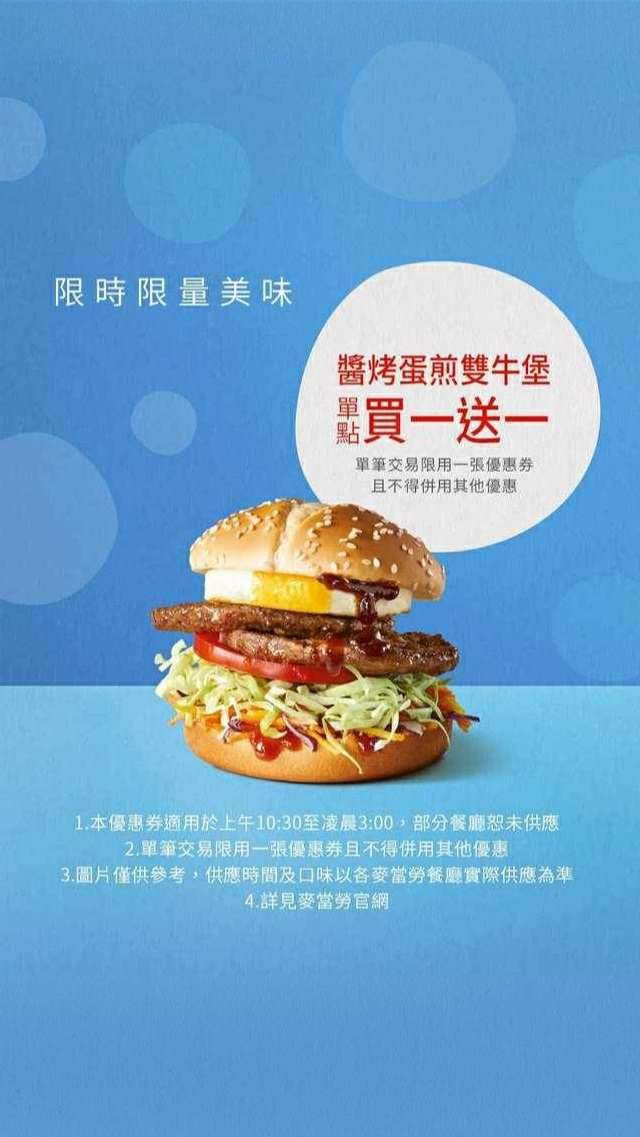 限時限量美味
醬烤蛋煎雙牛堡
單點買一送一
單筆交易限用一張優惠券
且不得併用其他優惠
1.本優惠券適用於上午10:30至凌晨3:00，部分餐廳恕未供應
2.單筆交易限用一張優惠券且不得併用其他優惠
3.圖片僅供參考，供應時間及口味以各麥當勞餐廳實際供應為準
4.詳見麥當勞官網